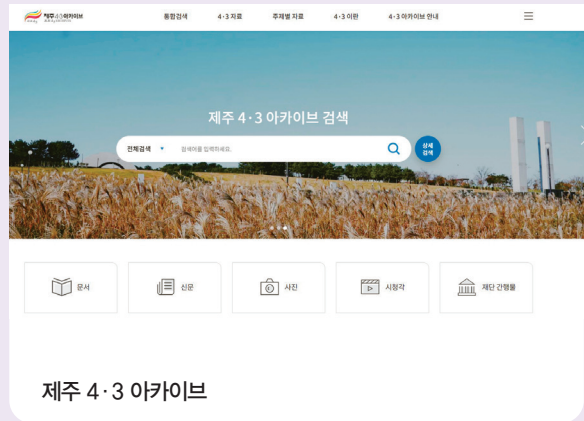 제주4·3아카이브
통합검색 4·3 자료 주제별 자료 4·3 이란 4·3 아카이브 안내
제주 4·3 아카이브 검색
전체검색 검색어를 입력하세요. 상세
검색
문서 신문 사진 시청각 재단 간행물
제주 4·3 아카이브